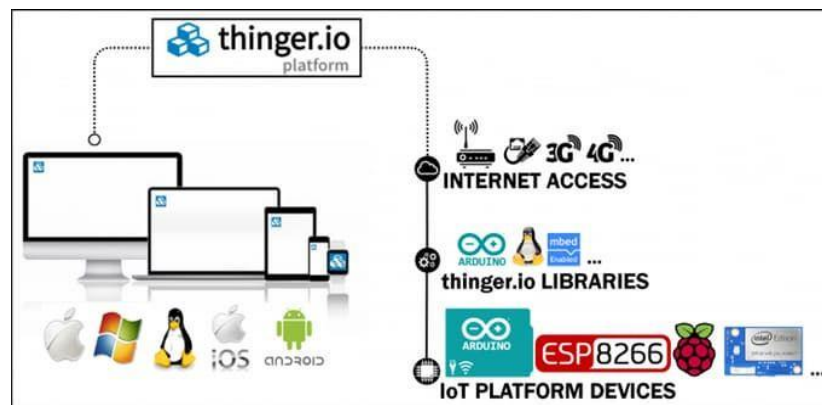 thinger.io
platform
3G 4G...
INTERNET ACCESS
ARDUINO
mbed
Enabled
...
thinger.io LIBRARIES
iOS
ANDROID
ARDUINO
ESP8266
intel Edison
...
IoT PLATFORM DEVICES